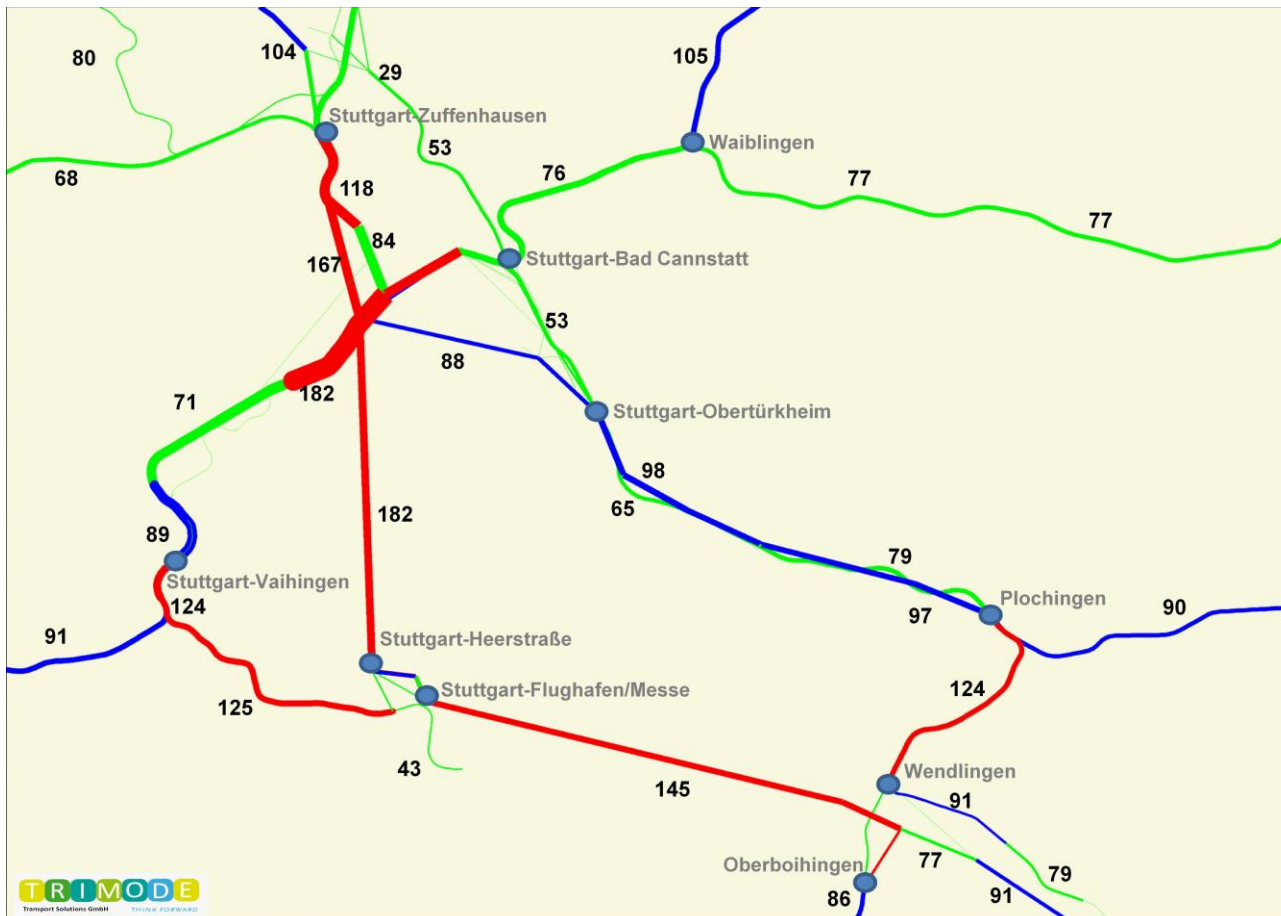 80
104
29
105
Stuttgart-Zuffenhausen
Waiblingen
53
68
76
77
77
118
84
167
Stuttgart-Bad Cannstatt
53
88
71
182
Stuttgart-Obertürkheim
98
65
182
89
79
Stuttgart-Vaihingen
97
Plochingen
90
124
91
Stuttgart-Heerstraße
Stuttgart-Flughafen/Messe
124
125
43
145
Wendlingen
91
Oberboihingen
77
79
86
91
TRIMODE
Transport Solutions GmbH THINK FORWARD